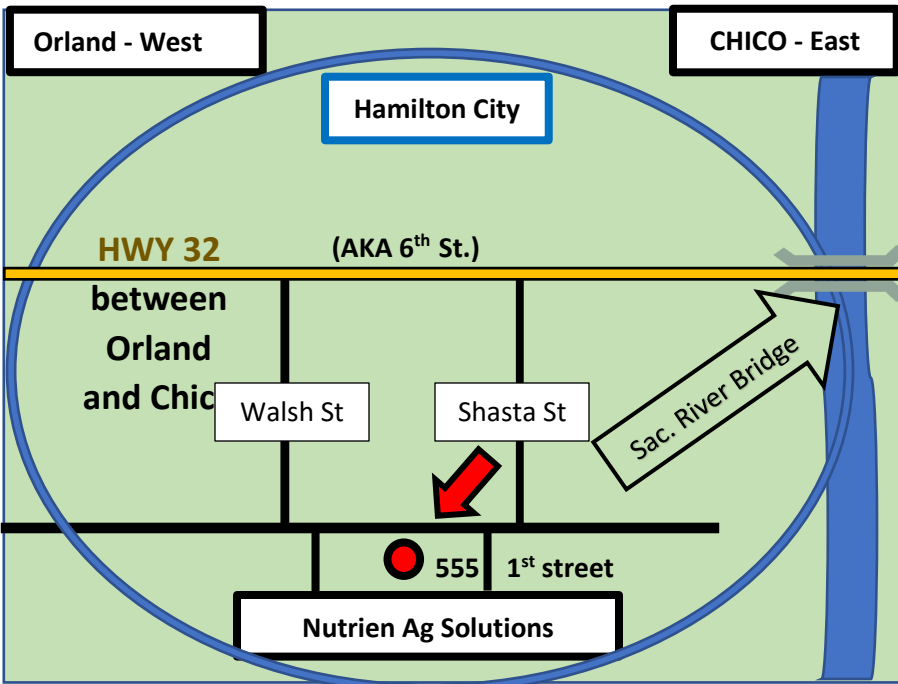 Orland - West
CHICO - East
Hamilton City
HWY 32
between
Orland
and Chic
(AKA 6th St.)
Walsh St
Shasta St
Sac. River Bridge
555
1st street
Nutrien Ag Solutions